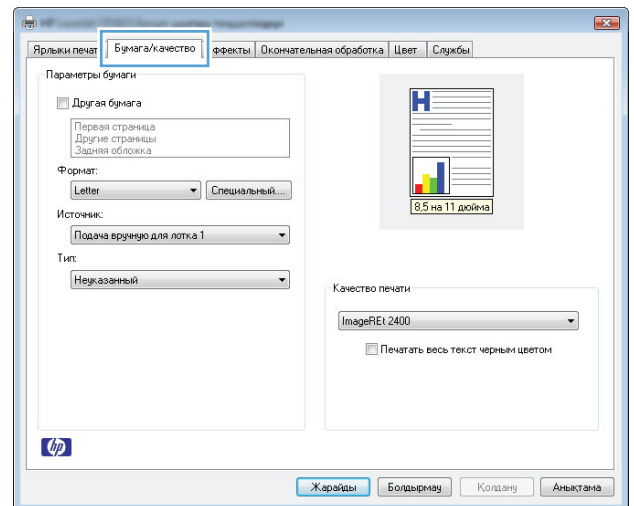 Ярлыки печат Бумага/качество ффекты Окончательная обработка Цвет Службы
Параметры бумаги
Другая бумага
Первая страница
Другие страницы
Задняя обложка
Формат:
Letter Специальный....
Источник:
Подача вручную для лотка 1
Тип:
Неуказанный
H
8,5 на 11 дюйма
Качество печати
ImageREt 2400
Печатать весь текст черным цветом
hp
Жарайды Болдырмау Қолдану Анықтама